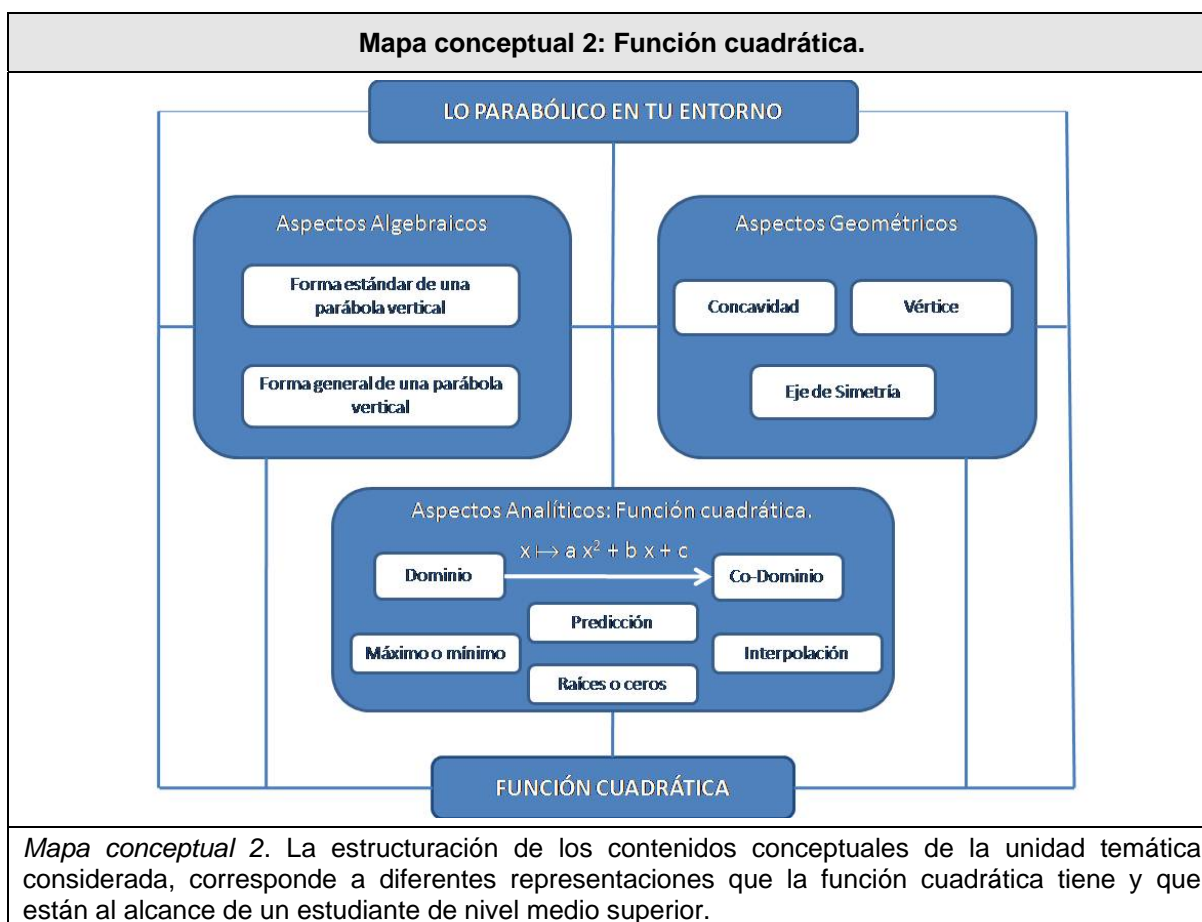 Mapa conceptual 2: Función cuadrática.
LO PARABÓLICO EN TU ENTORNO
Aspectos Algebraicos
Forma estándar de una
parábola vertical
Forma general de una parábola
vertical
Aspectos Geométricos
Concavidad
Vértice
Eje de Simetría
Aspectos Analíticos: Función cuadrática.
x ↦ a x² + b x + c
Dominio
Co-Dominio
Predicción
Máximo o mínimo
Interpolación
Raíces o ceros
FUNCIÓN CUADRÁTICA
Mapa conceptual 2. La estructuración de los contenidos conceptuales de la unidad temática
considerada, corresponde a diferentes representaciones que la función cuadrática tiene y que
están al alcance de un estudiante de nivel medio superior.